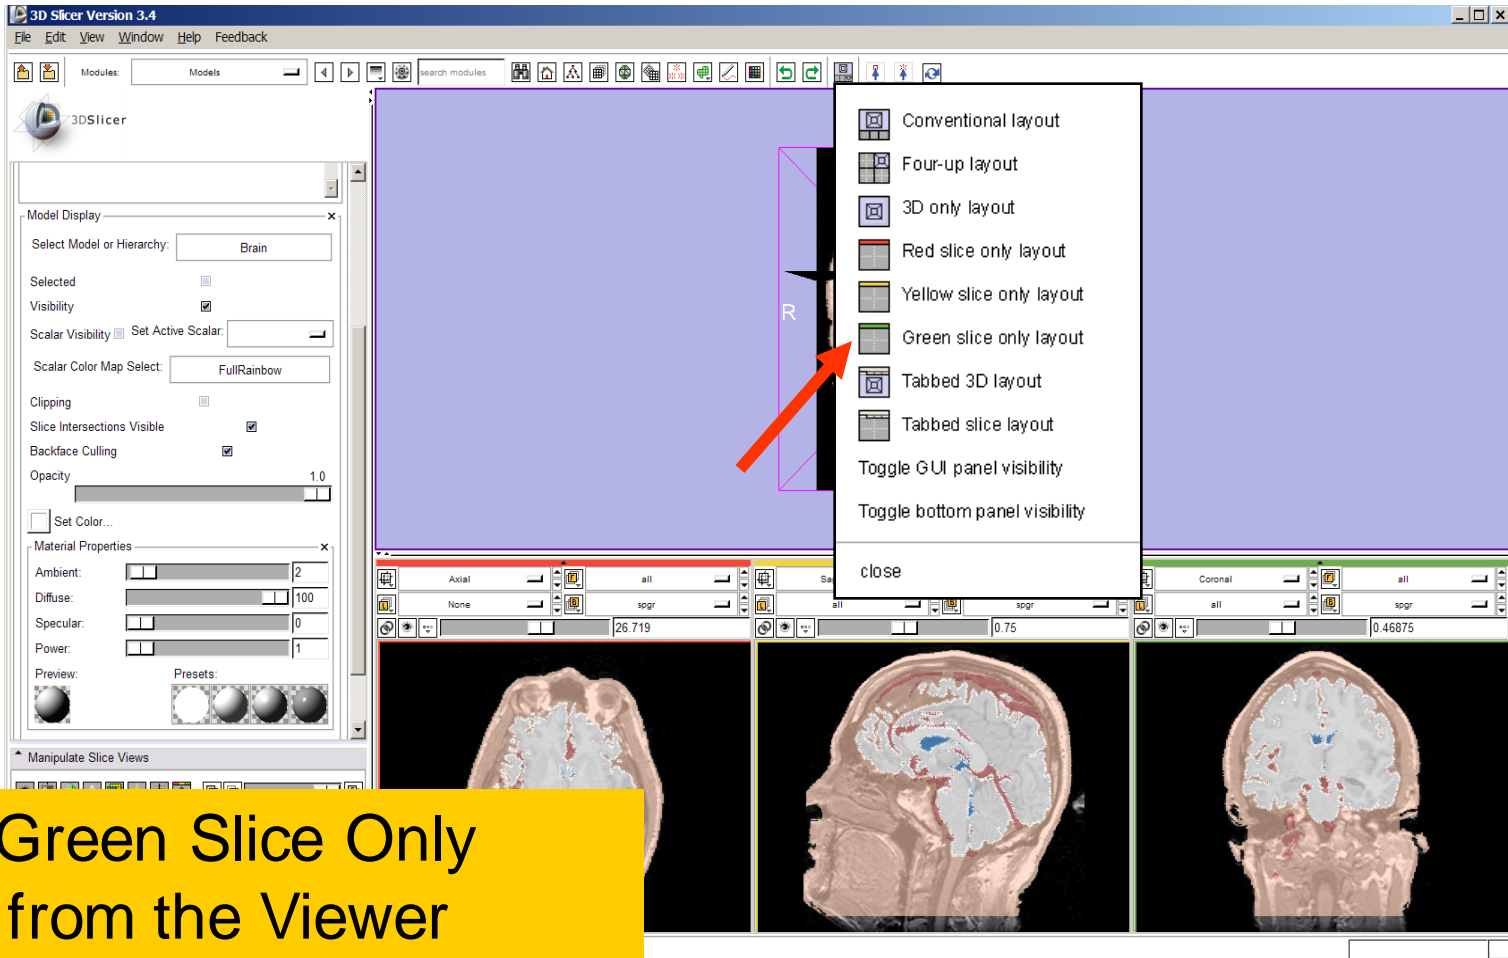 3D Slicer Version 3.4
File Edit View Window Help Feedback
Modules: Models search modules
3DSlicer
Conventional layout
Four-up layout
3D only layout
Red slice only layout
Yellow slice only layout
Green slice only layout
Tabbed 3D layout
Tabbed slice layout
Toggle GUI panel visibility
Toggle bottom panel visibility
close
R
Model Display
Select Model or Hierarchy: Brain
Selected
Visibility
Scalar Visibility Set Active Scalar:
Scalar Color Map Select: FullRainbow
Clipping
Slice Intersections Visible
Backface Culling
Opacity 1.0
Set Color...
Material Properties
Ambient: 2
Diffuse: 100
Specular: 0
Power: 1
Preview: Presets:
Manipulate Slice Views
Axial all
None spgr
26.719
Sa
all spgr
0.75
Coronal all
all spgr
0.46875
Green Slice Only
from the Viewer